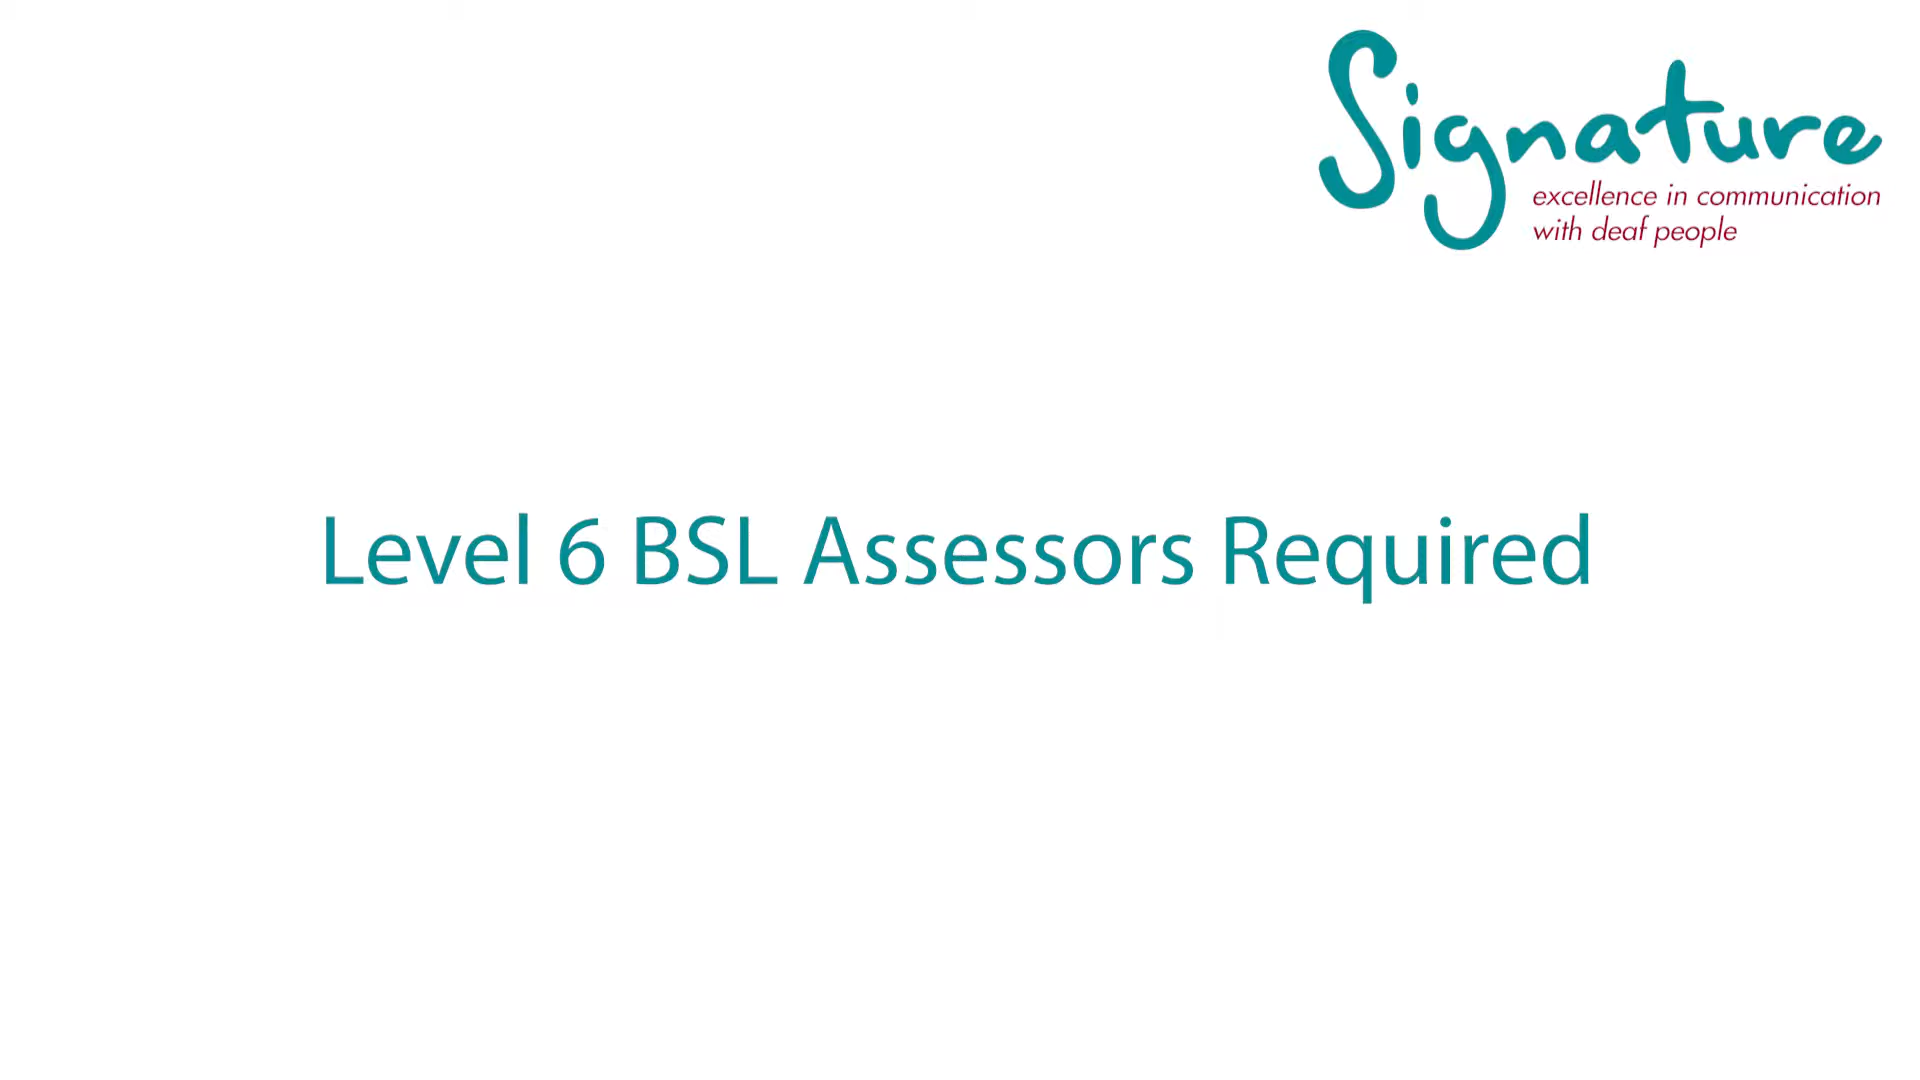 Signature
excellence in communication
with deaf people
Level 6 BSL Assessors Required